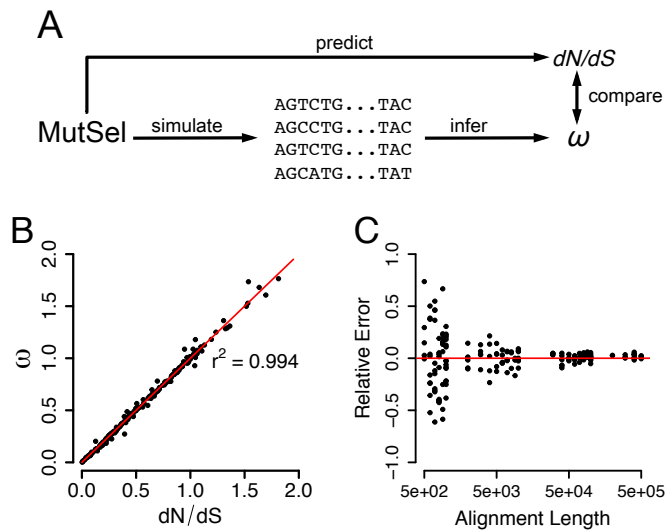 A
predict
dN/dS
AGTCTG...TAC
compare
MutSel
simulate
AGCCTG...TAC
infer
ω
AGTCTG...TAC
AGCATG...TAT
B
2.0
1.5
1.0
0.5
0.0
ω
r² = 0.994
0.0
0.5
1.0
1.5
2.0
dN/dS
C
1.0
0.5
0.0
−0.5
−1.0
Relative Error
5e+02
5e+03
5e+04
5e+05
Alignment Length